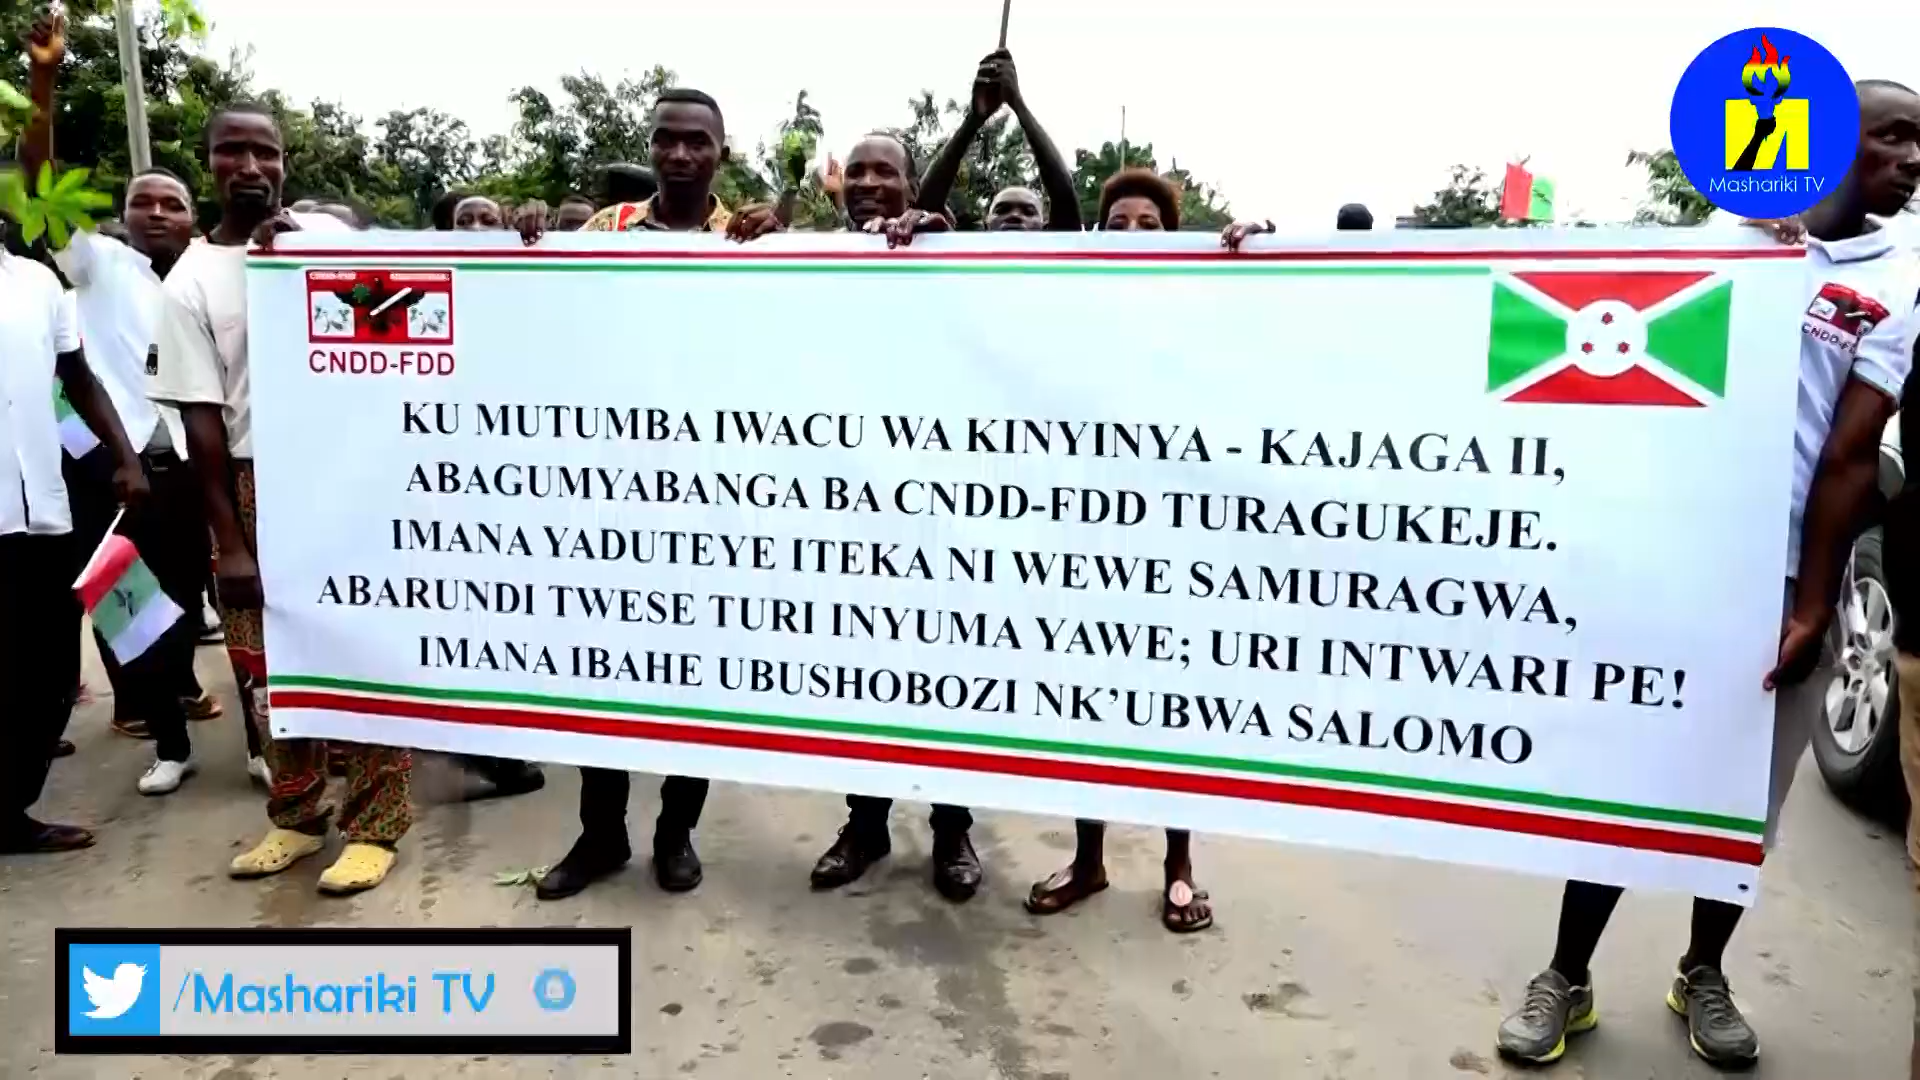 Mashariki TV
CNDD-FDD
KU MUTUMBA IWACU WA KINYINYA - KAJAGA II,
ABAGUMYABANGA BA CNDD-FDD TURAGUKEJE.
IMANA YADUTEYE ITEKA NI WEWE SAMURAGWA,
ABARUNDI TWESE TURI INYUMA YAWE; URI INTWARI PE!
IMANA IBAHE UBUSHOBOZI NK'UBWA SALOMO
CNDD-FD
/Mashariki TV